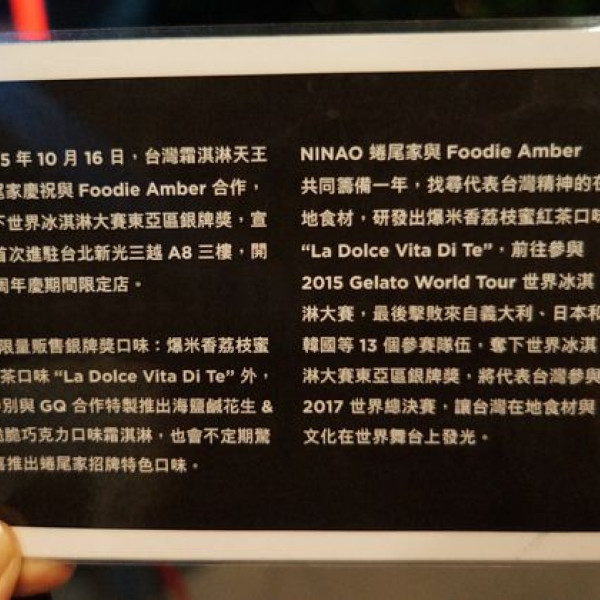 5 年 10 月 16 日，台灣霜淇淋天王
尾家慶祝與 Foodie Amber 合作，
下世界冰淇淋大賽東亞區銀牌獎，宣
首次進駐台北新光三越 A8 三樓，開
周年慶期間限定店。
限量販售銀牌獎口味：爆米香荔枝蜜
茶口味 “La Dolce Vita Di Te” 外，
別與 GQ 合作特製推出海鹽鹹花生 &
脆脆巧克力口味霜淇淋，也會不定期驚
喜推出蜷尾家招牌特色口味。
NINAO 蜷尾家與 Foodie Amber
共同籌備一年，找尋代表台灣精神的在
地食材，研發出爆米香荔枝蜜紅茶口味
“La Dolce Vita Di Te”，前往參與
2015 Gelato World Tour 世界冰淇
淋大賽，最後擊敗來自義大利、日本和
韓國等 13 個參賽隊伍，奪下世界冰淇
淋大賽東亞區銀牌獎，將代表台灣參與
2017 世界總決賽，讓台灣在地食材與
文化在世界舞台上發光。